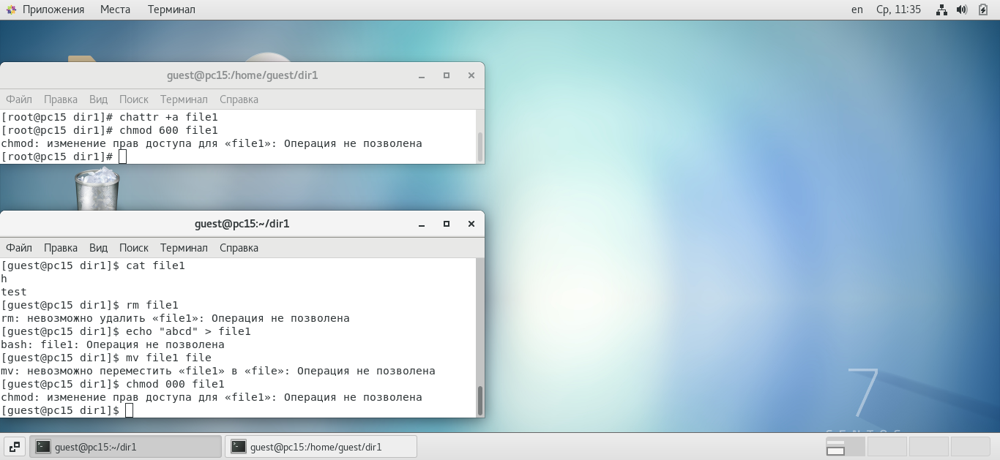 Приложения Места Терминал en Ср, 11:35
guest@pc15:/home/guest/dir1
Файл Правка Вид Поиск Терминал Справка
[root@pc15 dir1]# chattr +a file1
[root@pc15 dir1]# chmod 600 file1
chmod: изменение прав доступа для «file1»: Операция не позволена
[root@pc15 dir1]#
guest@pc15:~/dir1
Файл Правка Вид Поиск Терминал Справка
[guest@pc15 dir1]$ cat file1
h
test
[guest@pc15 dir1]$ rm file1
rm: невозможно удалить «file1»: Операция не позволена
[guest@pc15 dir1]$ echo "abcd" > file1
bash: file1: Операция не позволена
[guest@pc15 dir1]$ mv file1 file
mv: невозможно переместить «file1» в «file»: Операция не позволена
[guest@pc15 dir1]$ chmod 000 file1
chmod: изменение прав доступа для «file1»: Операция не позволена
[guest@pc15 dir1]$
7
guest@pc15:~/dir1 guest@pc15:/home/guest/dir1